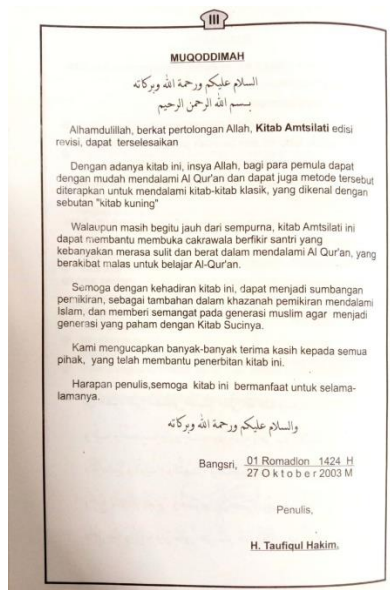 III
MUQODDIMAH
السلام عليكم ورحمة الله وبركاته
بسم الله الرحمن الرحيم
Alhamdulillah, berkat pertolongan Allah, Kitab Amtsilati edisi
revisi, dapat terselesaikan
Dengan adanya kitab ini, insya Allah, bagi para pemula dapat
dengan mudah mendalami Al Qur'an dan dapat juga metode tersebut
diterapkan untuk mendalami kitab-kitab klasik, yang dikenal dengan
sebutan "kitab kuning"
Walaupun masih begitu jauh dari sempurna, kitab Amtsilati ini
dapat membantu membuka cakrawala berfikir santri yang
kebanyakan merasa sulit dan berat dalam mendalami Al Qur'an, yang
berakibat malas untuk belajar Al-Qur'an.
Semoga dengan kehadiran kitab ini, dapat menjadi sumbangan
pemikiran, sebagai tambahan dalam khazanah pemikiran mendalami
Islam, dan memberi semangat pada generasi muslim agar menjadi
generasi yang paham dengan Kitab Sucinya.
Kami mengucapkan banyak-banyak terima kasih kepada semua
pihak, yang telah membantu penerbitan kitab ini.
Harapan penulis,semoga kitab ini bermanfaat untuk selama-
lamanya.
والسلام عليكم ورحمة الله وبركاته
Bangsri, 01 Romadlon 1424 H
27 Oktober 2003 M
Penulis,
H. Taufiqul Hakim.